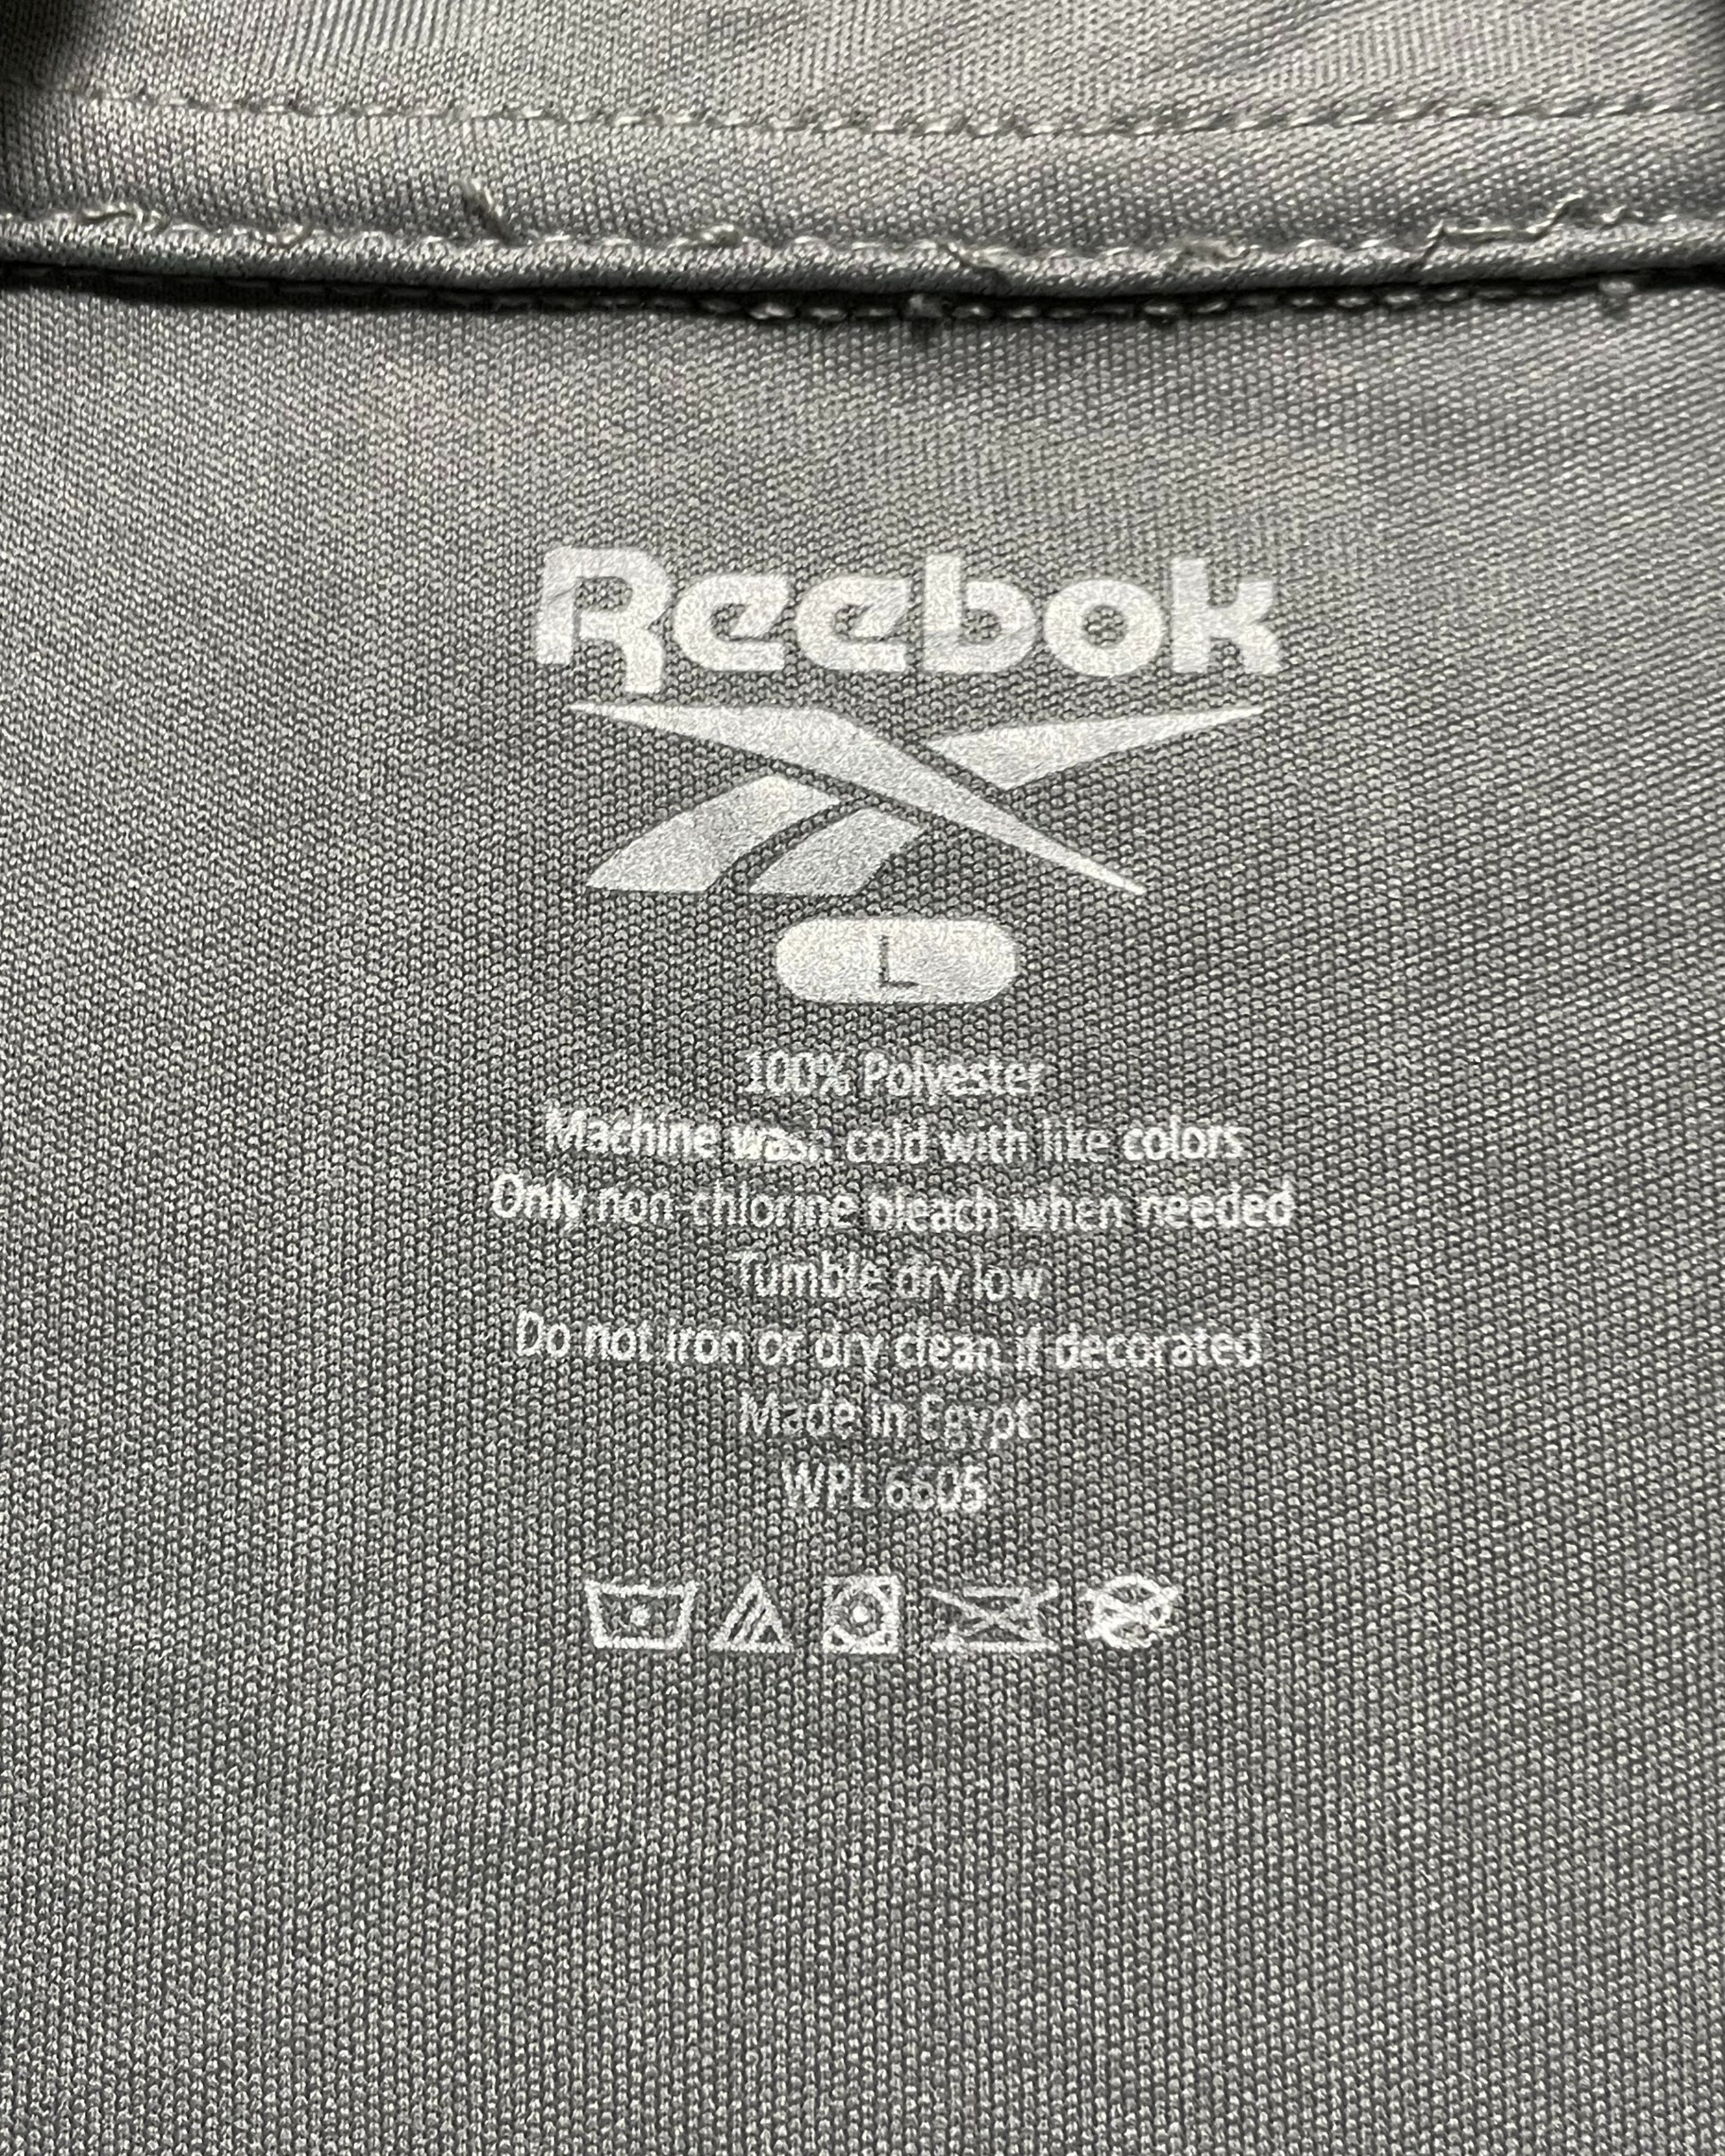 Reebok
L
100% Polyester
Machine wash cold with like colors
Only non-chlorine bleach when needed
Tumble dry low
Do not iron or dry clean if decorated
Made in Egypt
WPL 6605